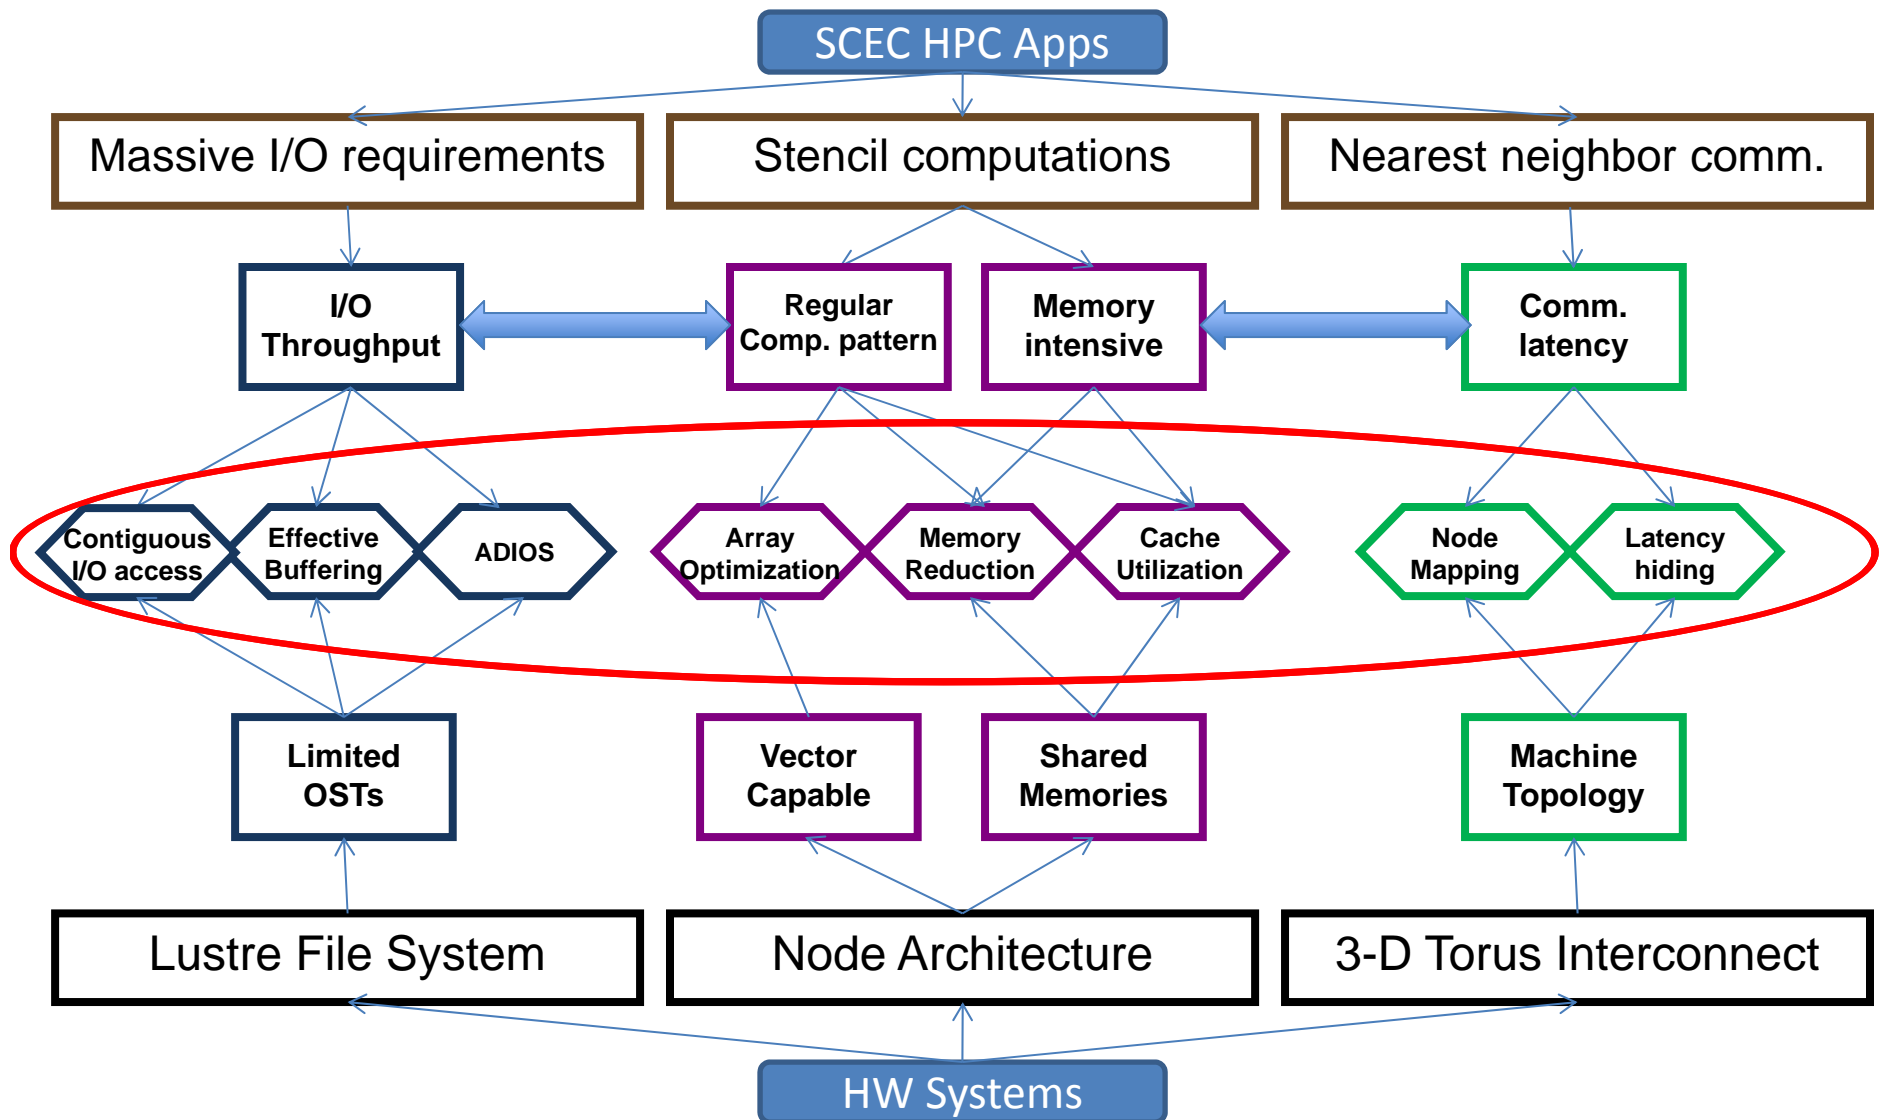 SCEC HPC Apps
Massive I/O requirements
Stencil computations
Nearest neighbor comm.
I/O
Throughput
Regular
Comp. pattern
Memory
intensive
Comm.
latency
Contiguous
I/O access
Effective
Buffering
ADIOS
Array
Optimization
Memory
Reduction
Cache
Utilization
Node
Mapping
Latency
hiding
Limited
OSTs
Vector
Capable
Shared
Memories
Machine
Topology
Lustre File System
Node Architecture
3-D Torus Interconnect
HW Systems